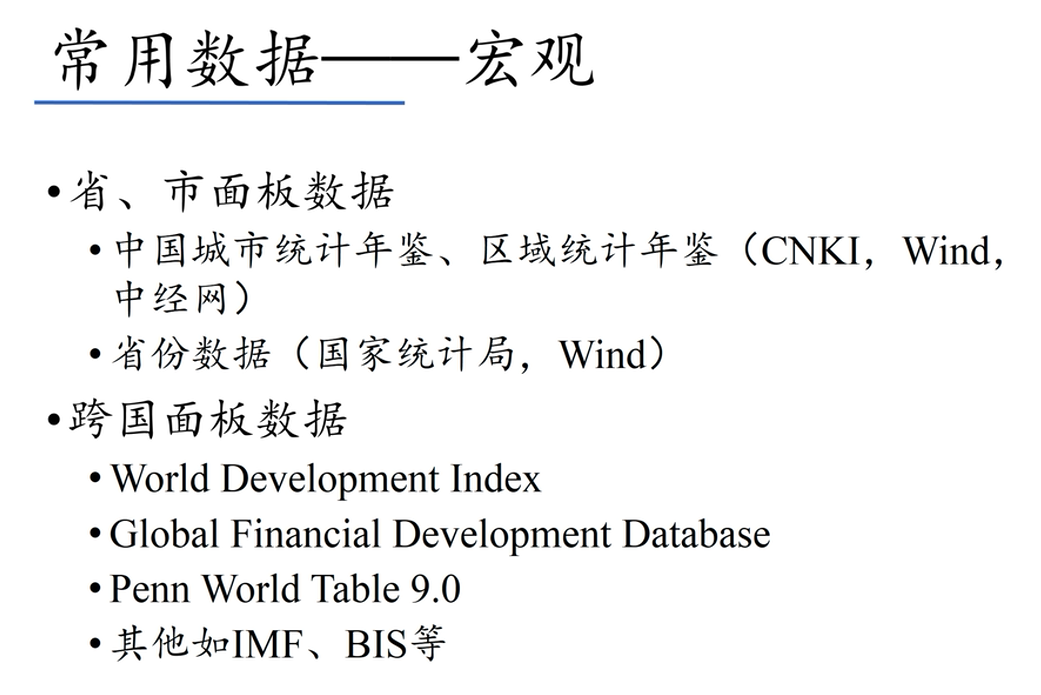 常用数据——宏观
•省、市面板数据
•中国城市统计年鉴、区域统计年鉴（CNKI，Wind，
中经网）
•省份数据（国家统计局，Wind）
•跨国面板数据
•World Development Index
•Global Financial Development Database
•Penn World Table 9.0
•其他如IMF、BIS等